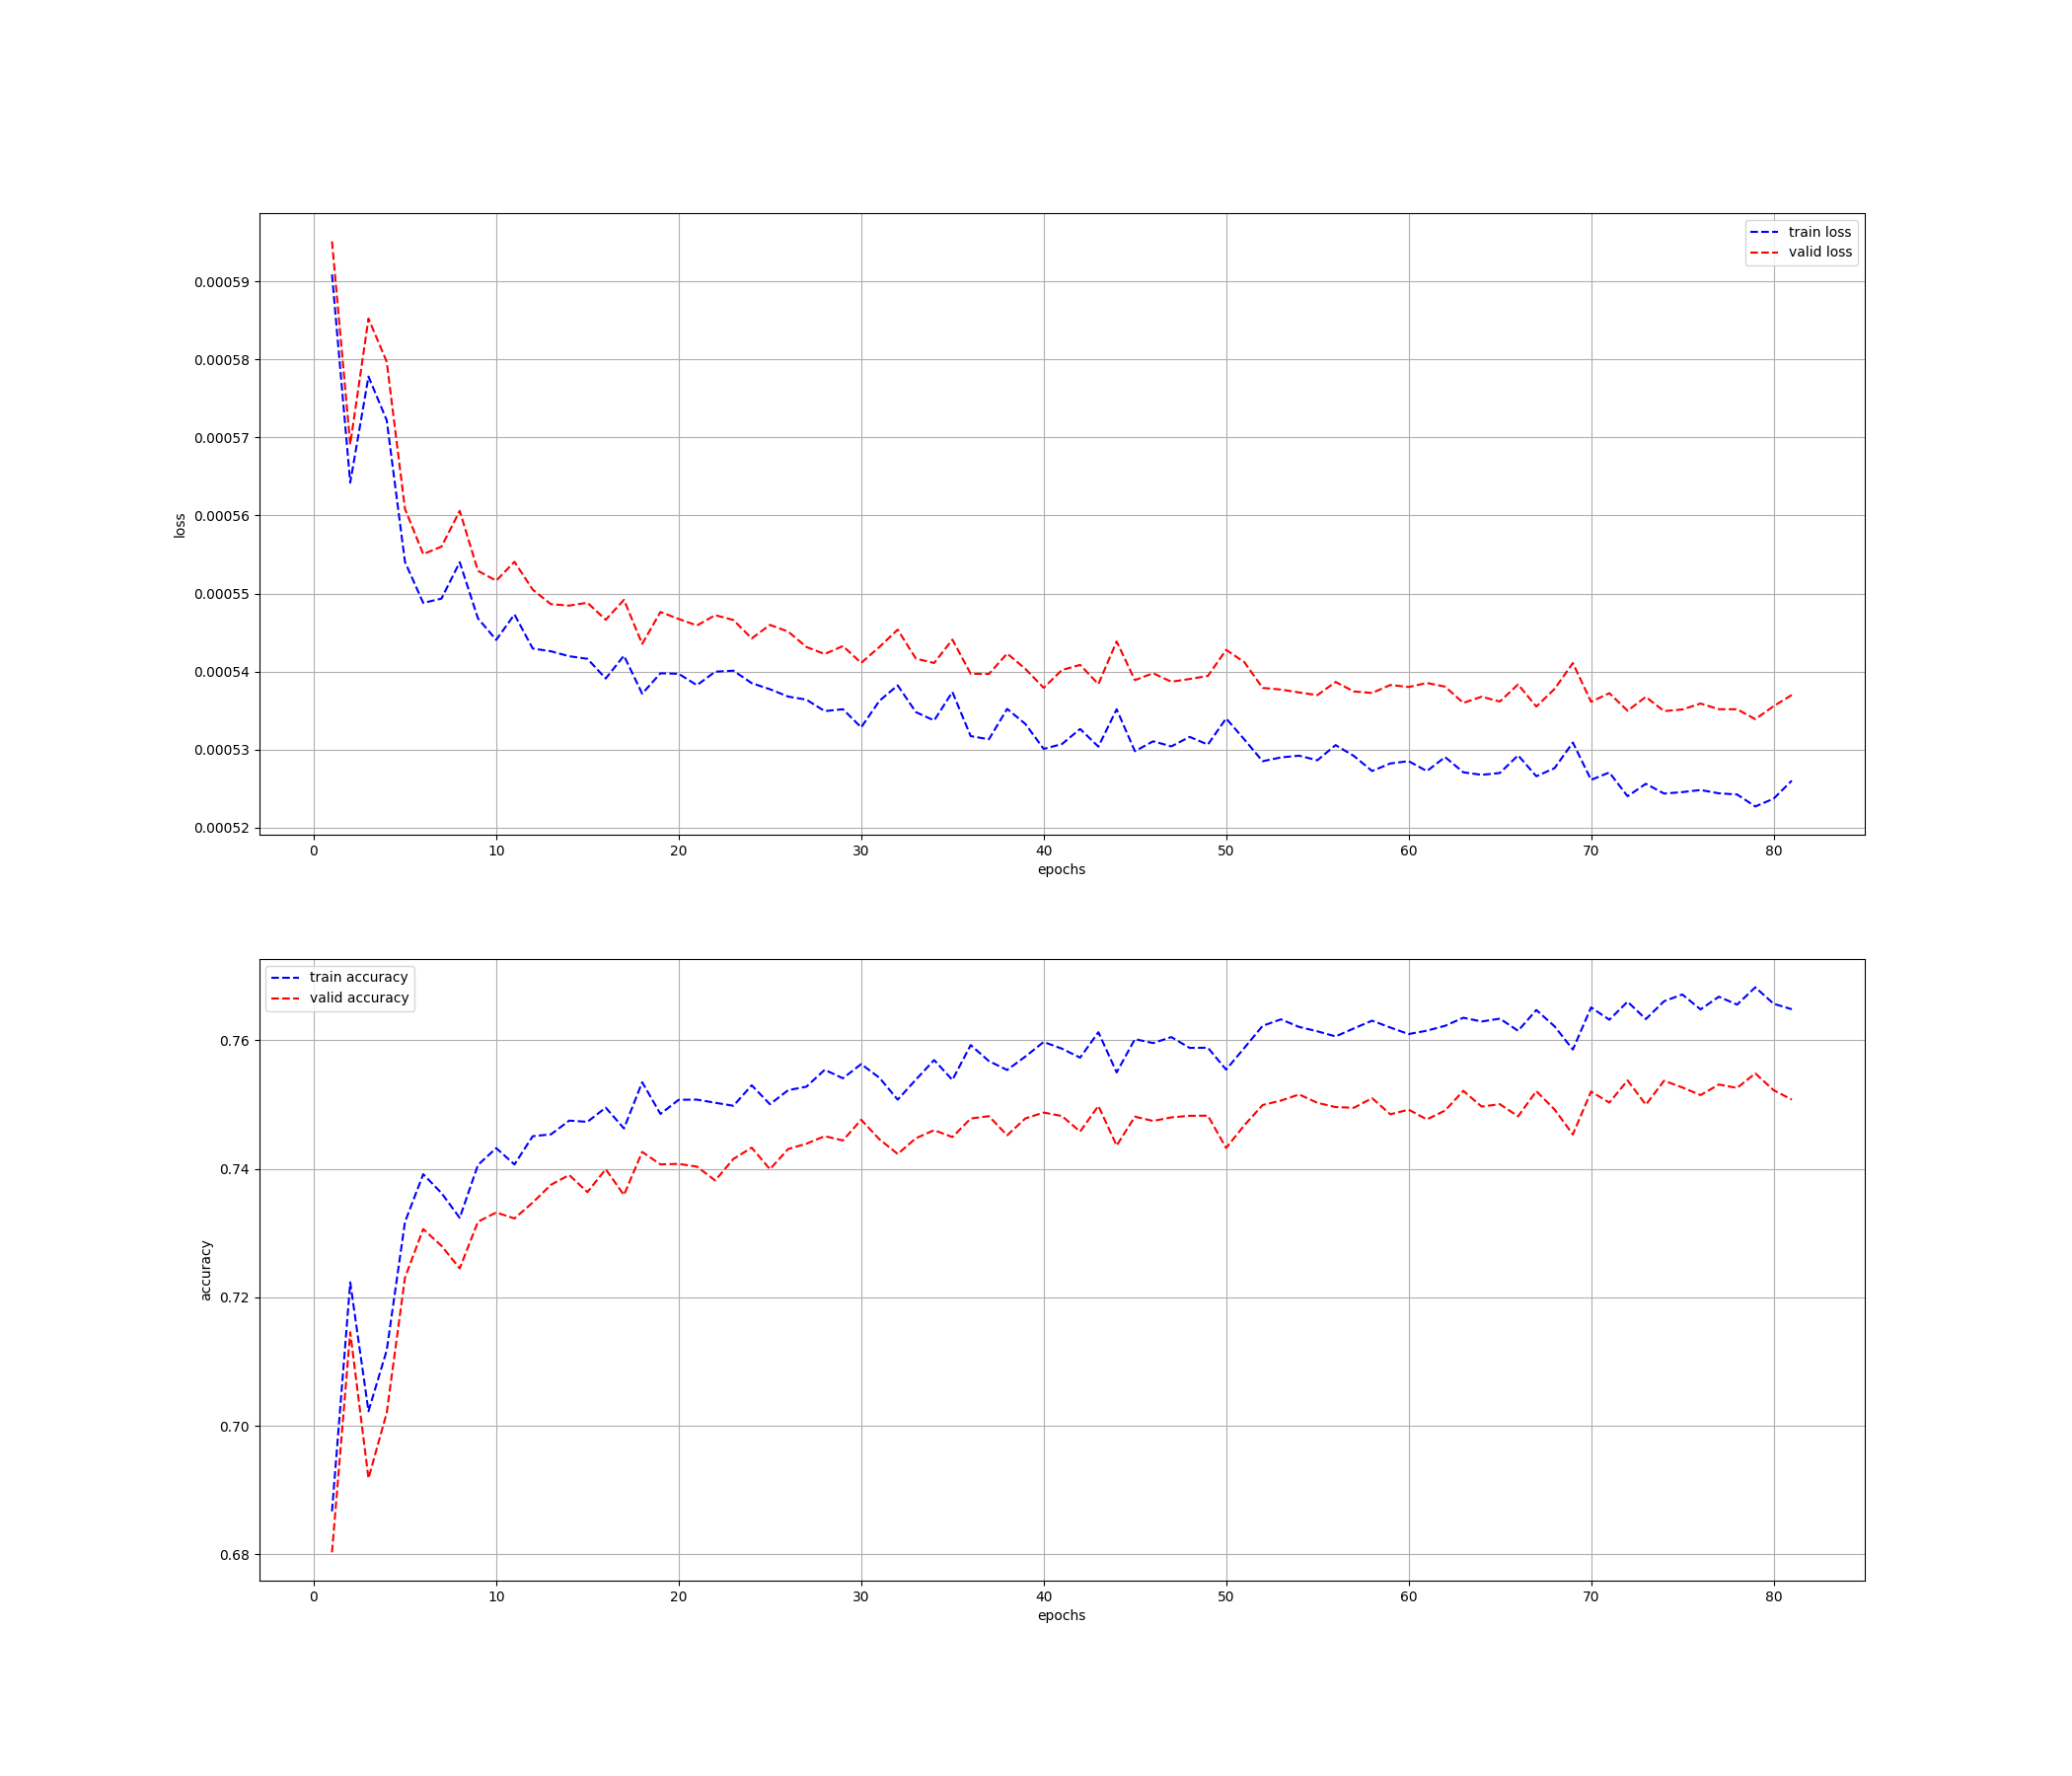 train loss
valid loss
0.00059
0.00058
0.00057
0.00056
0.00055
0.00054
0.00053
0.00052
loss
0 10 20 30 40 50 60 70 80
epochs
train accuracy
valid accuracy
0.76
0.74
0.72
0.70
0.68
accuracy
0 10 20 30 40 50 60 70 80
epochs